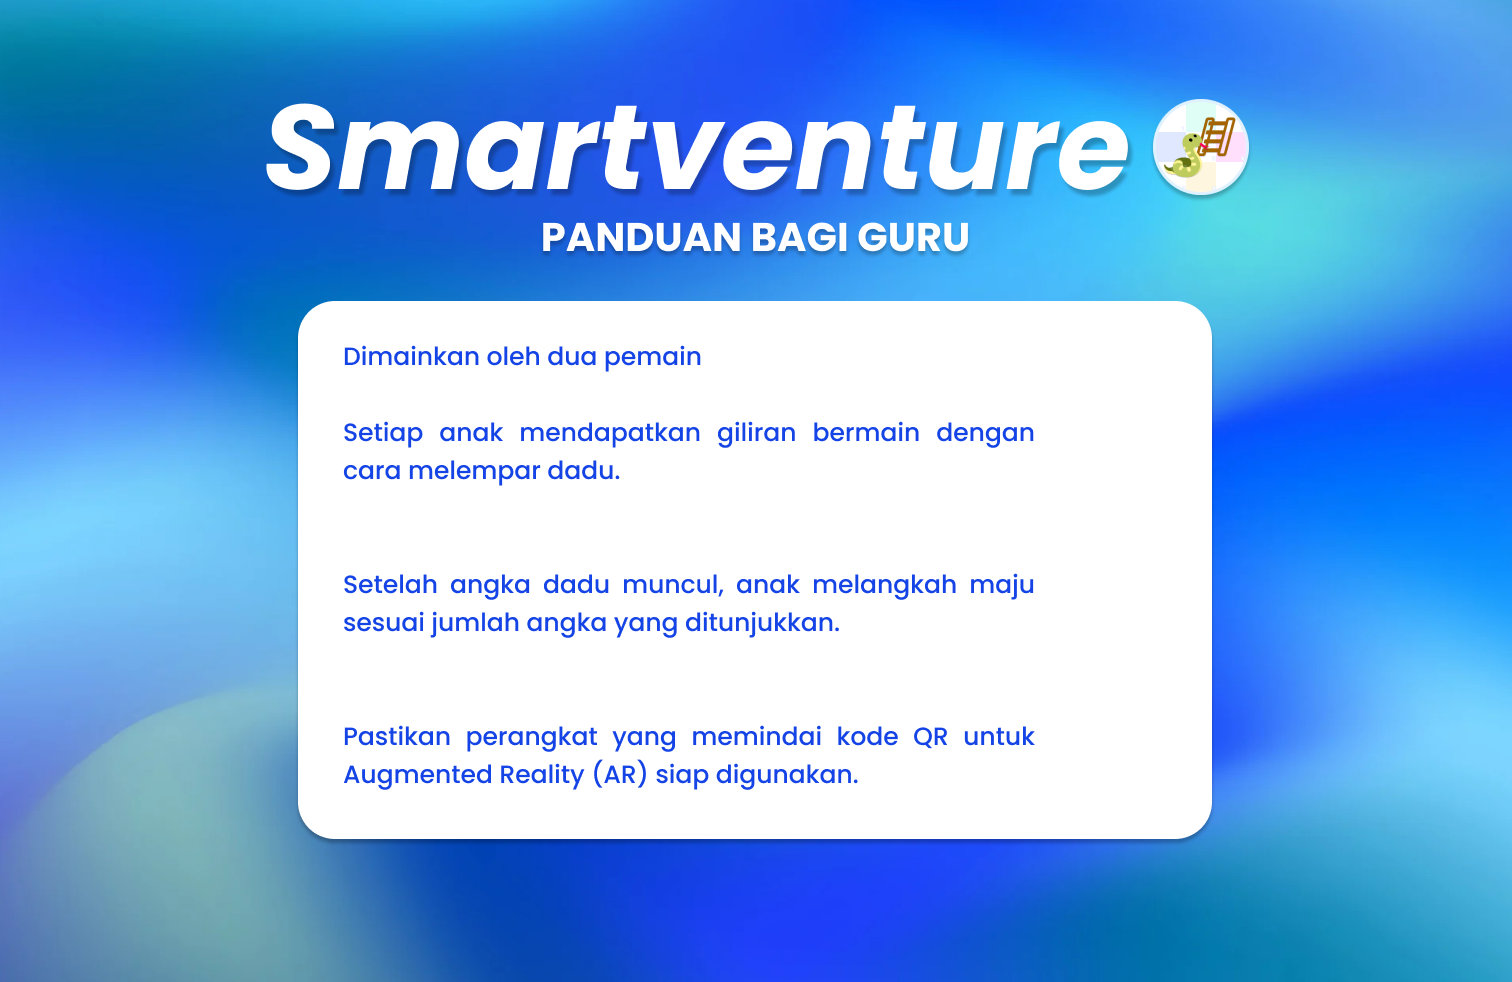 Smartventure
PANDUAN BAGI GURU
Dimainkan oleh dua pemain
Setiap anak mendapatkan giliran bermain dengan
cara melempar dadu.
Setelah angka dadu muncul, anak melangkah maju
sesuai jumlah angka yang ditunjukkan.
Pastikan perangkat yang memindai kode QR untuk
Augmented Reality (AR) siap digunakan.